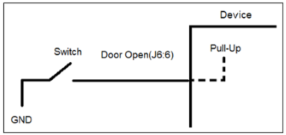 Device
Switch
Door Open(J6:6)
Pull-Up
GND